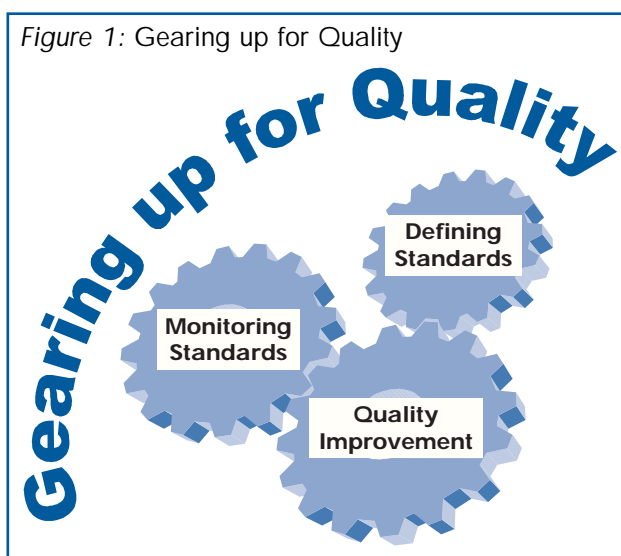 Figure 1: Gearing up for Quality
Gearing up for Quality
Defining
Standards
Monitoring
Standards
Quality
Improvement